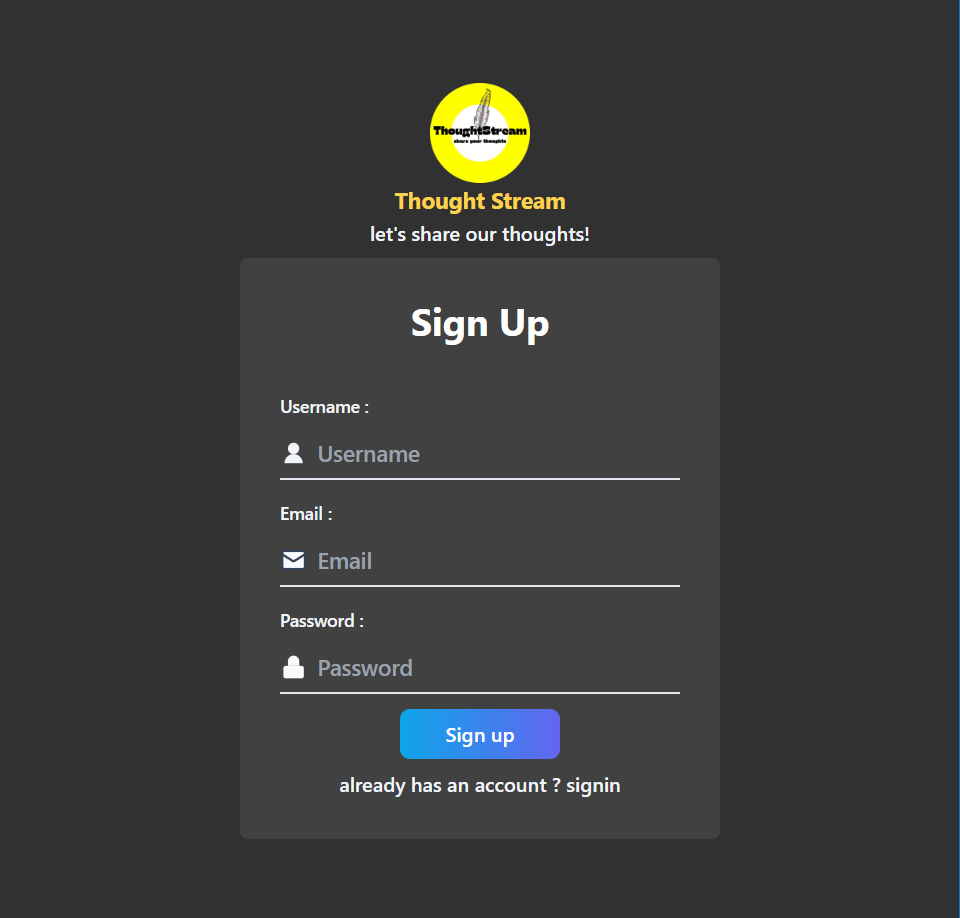 ThoughtStream
share your thoughts
Thought Stream
let's share our thoughts!
Sign Up
Username :
Username
Email :
Email
Password :
Password
Sign up
already has an account ? signin